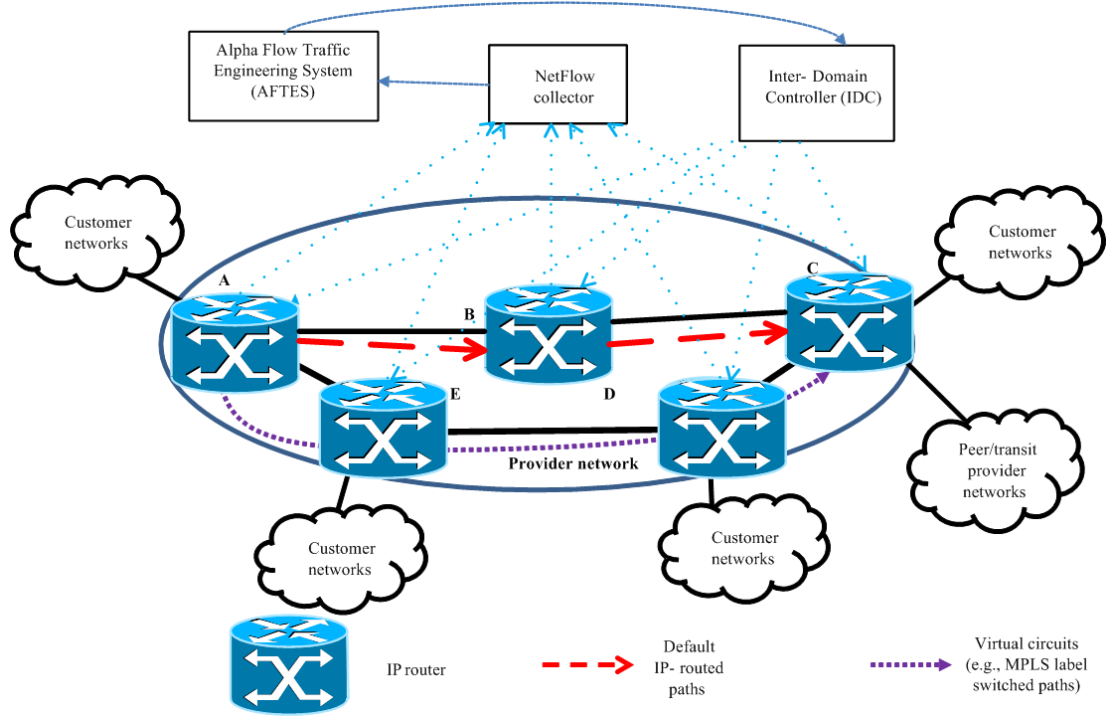 Alpha Flow Traffic
Engineering System
(AFTES)
NetFlow
collector
Inter- Domain
Controller (IDC)
Customer
networks
Customer
networks
A
B
C
E
D
Provider network
Peer/transit
provider
networks
Customer
networks
Customer
networks
IP router
Default
IP- routed
paths
Virtual circuits
(e.g., MPLS label
switched paths)